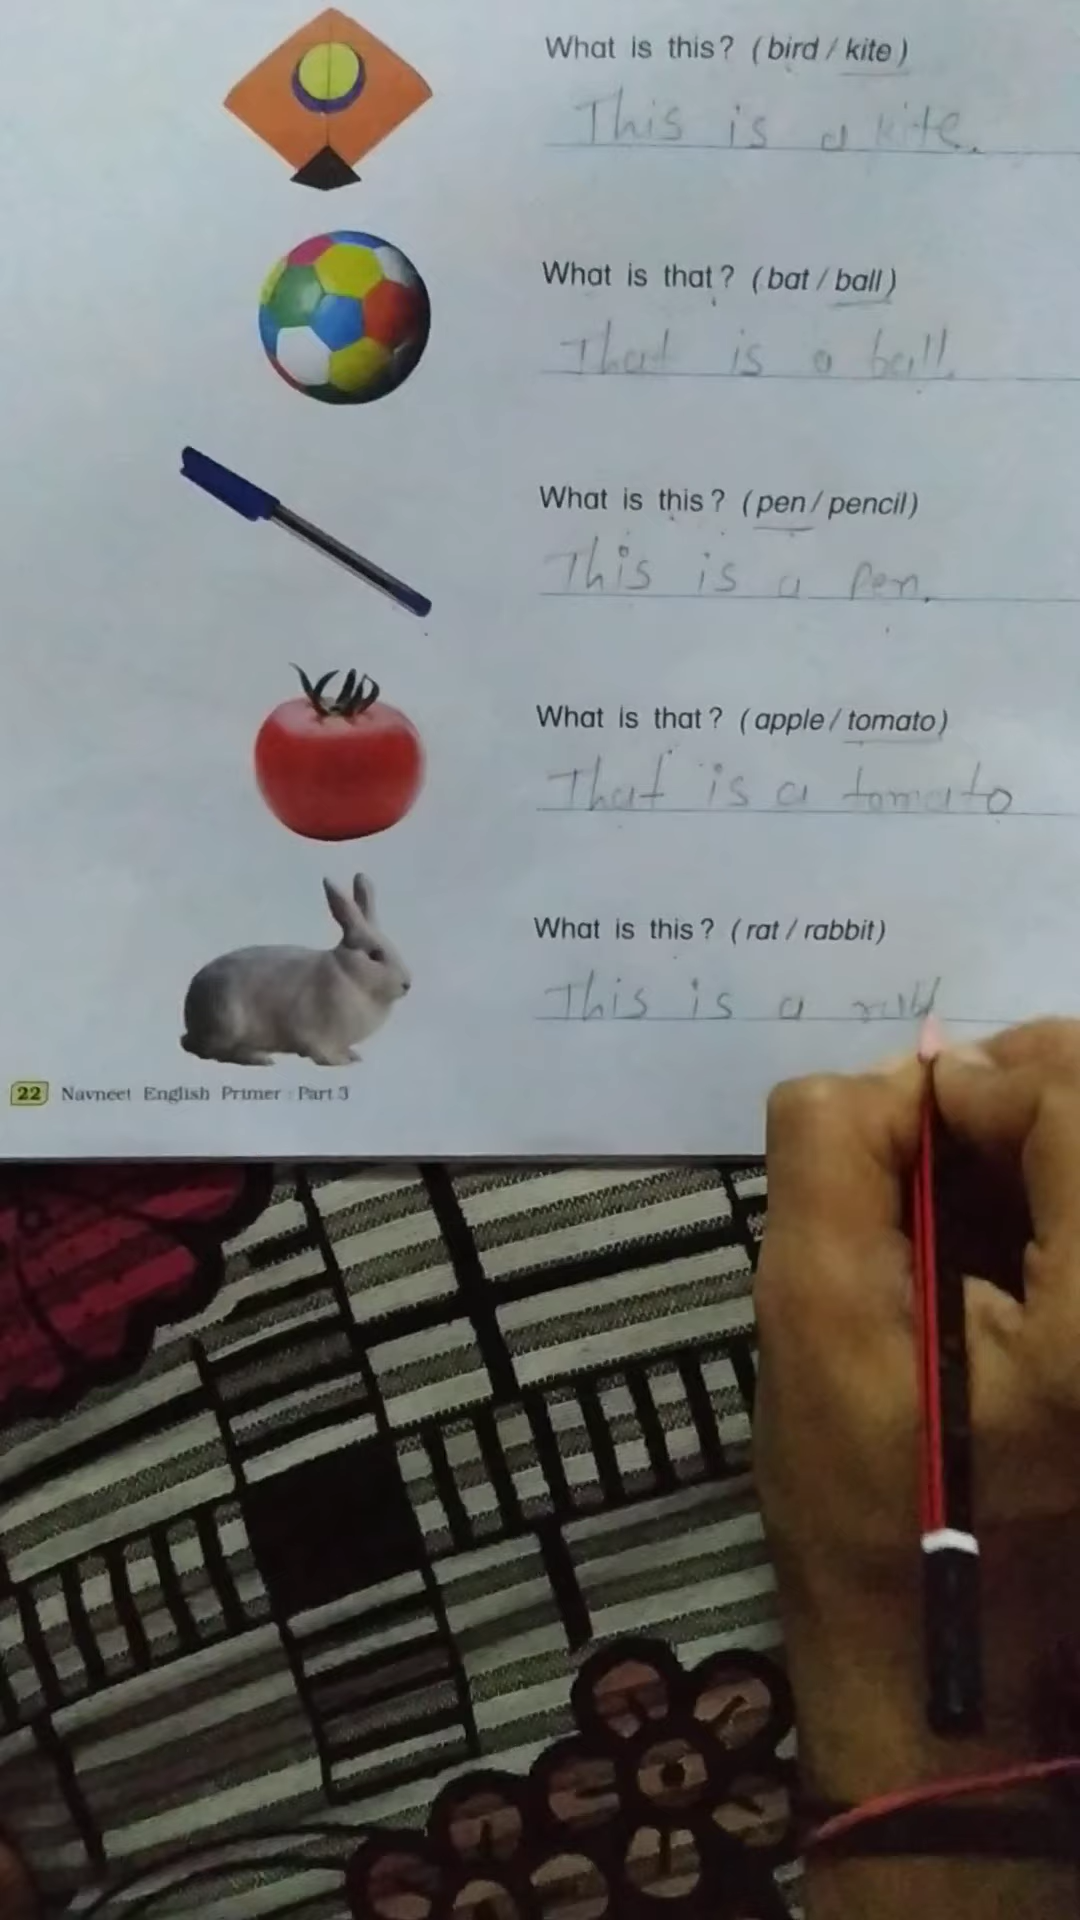 What is this? (bird / kite)
This is a kite.
What is that? (bat / ball)
That is a ball.
What is this? (pen / pencil)
This is a pen.
What is that? (apple / tomato)
That is a tomato
What is this? (rat / rabbit)
This is a rabb
22 Navneet English Primer : Part 3